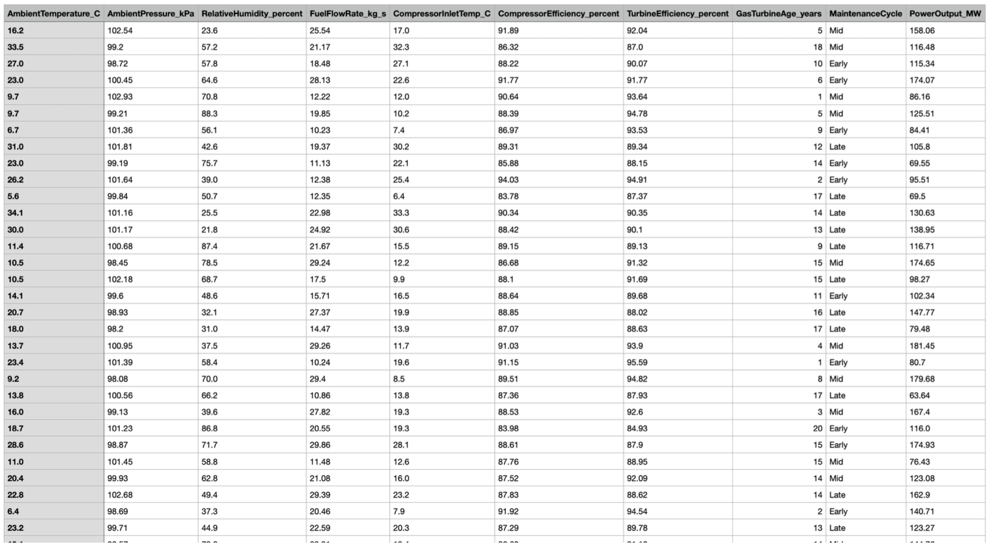 AmbientTemperature_C AmbientPressure_kPa RelativeHumidity_percent FuelFlowRate_kg_s CompressorInletTemp_C CompressorEfficiency_percent TurbineEfficiency_percent GasTurbineAge_years MaintenanceCycle PowerOutput_MW
16.2 102.54 23.6 25.54 17.0 91.89 92.04 5 Mid 158.06
33.5 99.2 57.2 21.17 32.3 86.32 87.0 18 Mid 116.48
27.0 98.72 57.8 18.48 27.1 88.22 90.07 10 Early 115.34
23.0 100.45 64.6 28.13 22.6 91.77 91.77 6 Early 174.07
9.7 102.93 70.8 12.22 12.0 90.64 93.64 1 Mid 86.16
9.7 99.21 88.3 19.85 10.2 88.39 94.78 5 Mid 125.51
6.7 101.36 56.1 10.23 7.4 86.97 93.53 9 Early 84.41
31.0 101.81 42.6 19.37 30.2 89.31 89.34 12 Late 105.8
23.0 99.19 75.7 11.13 22.1 85.88 88.15 14 Early 69.55
26.2 101.64 39.0 12.38 25.4 94.03 94.91 2 Early 95.51
5.6 99.84 50.7 12.35 6.4 83.78 87.37 17 Late 69.5
34.1 101.16 25.5 22.98 33.3 90.34 90.35 14 Late 130.63
30.0 101.17 21.8 24.92 30.6 88.42 90.1 13 Late 138.95
11.4 100.68 87.4 21.67 15.5 89.15 89.13 9 Late 116.71
10.5 98.45 78.5 29.24 12.2 86.68 91.32 15 Mid 174.65
10.5 102.18 68.7 17.5 9.9 88.1 91.69 15 Late 98.27
14.1 99.6 48.6 15.71 16.5 88.64 89.68 11 Early 102.34
20.7 98.93 32.1 27.37 19.9 88.85 88.02 16 Late 147.77
18.0 98.2 31.0 14.47 13.9 87.07 88.63 17 Late 79.48
13.7 100.95 37.5 29.26 11.7 91.03 93.9 4 Mid 181.45
23.4 101.39 58.4 10.24 19.6 91.15 95.59 1 Early 80.7
9.2 98.08 70.0 29.4 8.5 89.51 94.82 8 Mid 179.68
13.8 100.56 66.2 10.86 13.8 87.36 87.93 17 Late 63.64
16.0 99.13 39.6 27.82 19.3 88.53 92.6 3 Mid 167.4
18.7 101.23 86.8 20.55 19.3 83.98 84.93 20 Early 116.0
28.6 98.87 71.7 29.86 28.1 88.61 87.9 15 Early 174.93
11.0 101.45 58.8 11.48 12.6 87.76 88.95 15 Mid 76.43
20.4 99.93 62.8 21.08 16.0 87.52 92.09 14 Mid 123.08
22.8 102.68 49.4 29.39 23.2 87.83 88.62 14 Late 162.9
6.4 98.69 37.3 20.46 7.9 91.92 94.54 2 Early 140.71
23.2 99.71 44.9 22.59 20.3 87.29 89.78 13 Late 123.27